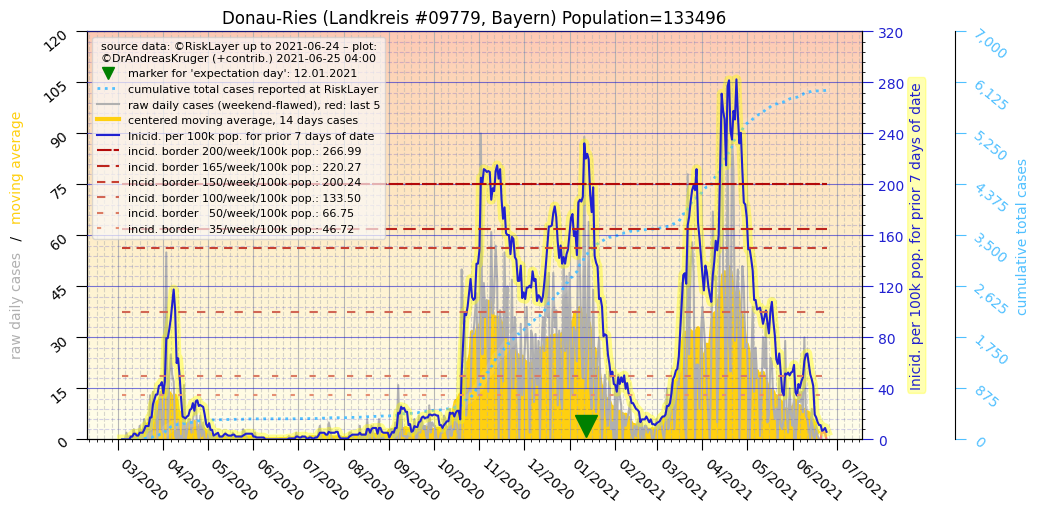 Donau-Ries (Landkreis #09779, Bayern) Population=133496
source data: ©RiskLayer up to 2021-06-24 – plot:
©DrAndreasKruger (+contrib.) 2021-06-25 04:00
marker for 'expectation day': 12.01.2021
cumulative total cases reported at RiskLayer
raw daily cases (weekend-flawed), red: last 5
centered moving average, 14 days cases
Inicid. per 100k pop. for prior 7 days of date
incid. border 200/week/100k pop.: 266.99
incid. border 165/week/100k pop.: 220.27
incid. border 150/week/100k pop.: 200.24
incid. border 100/week/100k pop.: 133.50
incid. border 50/week/100k pop.: 66.75
incid. border 35/week/100k pop.: 46.72
raw daily cases / moving average
120
105
90
75
60
45
30
15
0
320
280
240
200
160
120
80
40
0
Inicid. per 100k pop. for prior 7 days of date
7,000
6,125
5,250
4,375
3,500
2,625
1,750
875
0
cumulative total cases
03/2020
04/2020
05/2020
06/2020
07/2020
08/2020
09/2020
10/2020
11/2020
12/2020
01/2021
02/2021
03/2021
04/2021
05/2021
06/2021
07/2021